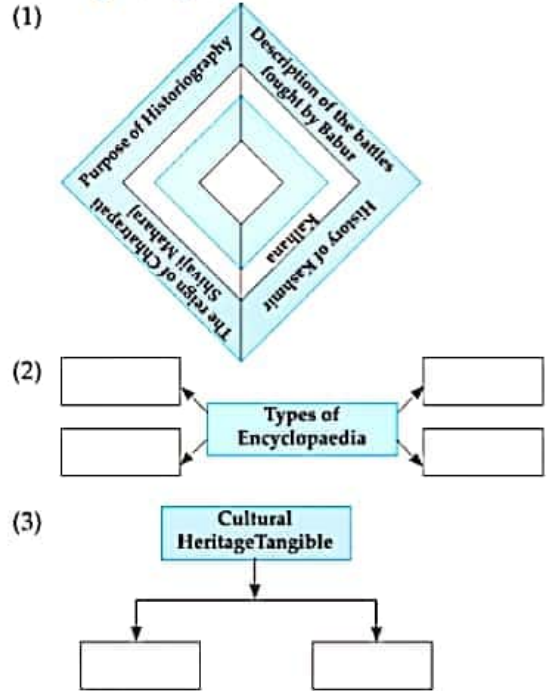 (1)
Purpose of Historiography
Description of the battles
fought by Babur
The reign of Chhatrapati
Shivaji Maharaj
Kalhana
History of Kashmir
(2)
Types of
Encyclopaedia
(3)
Cultural
HeritageTangible